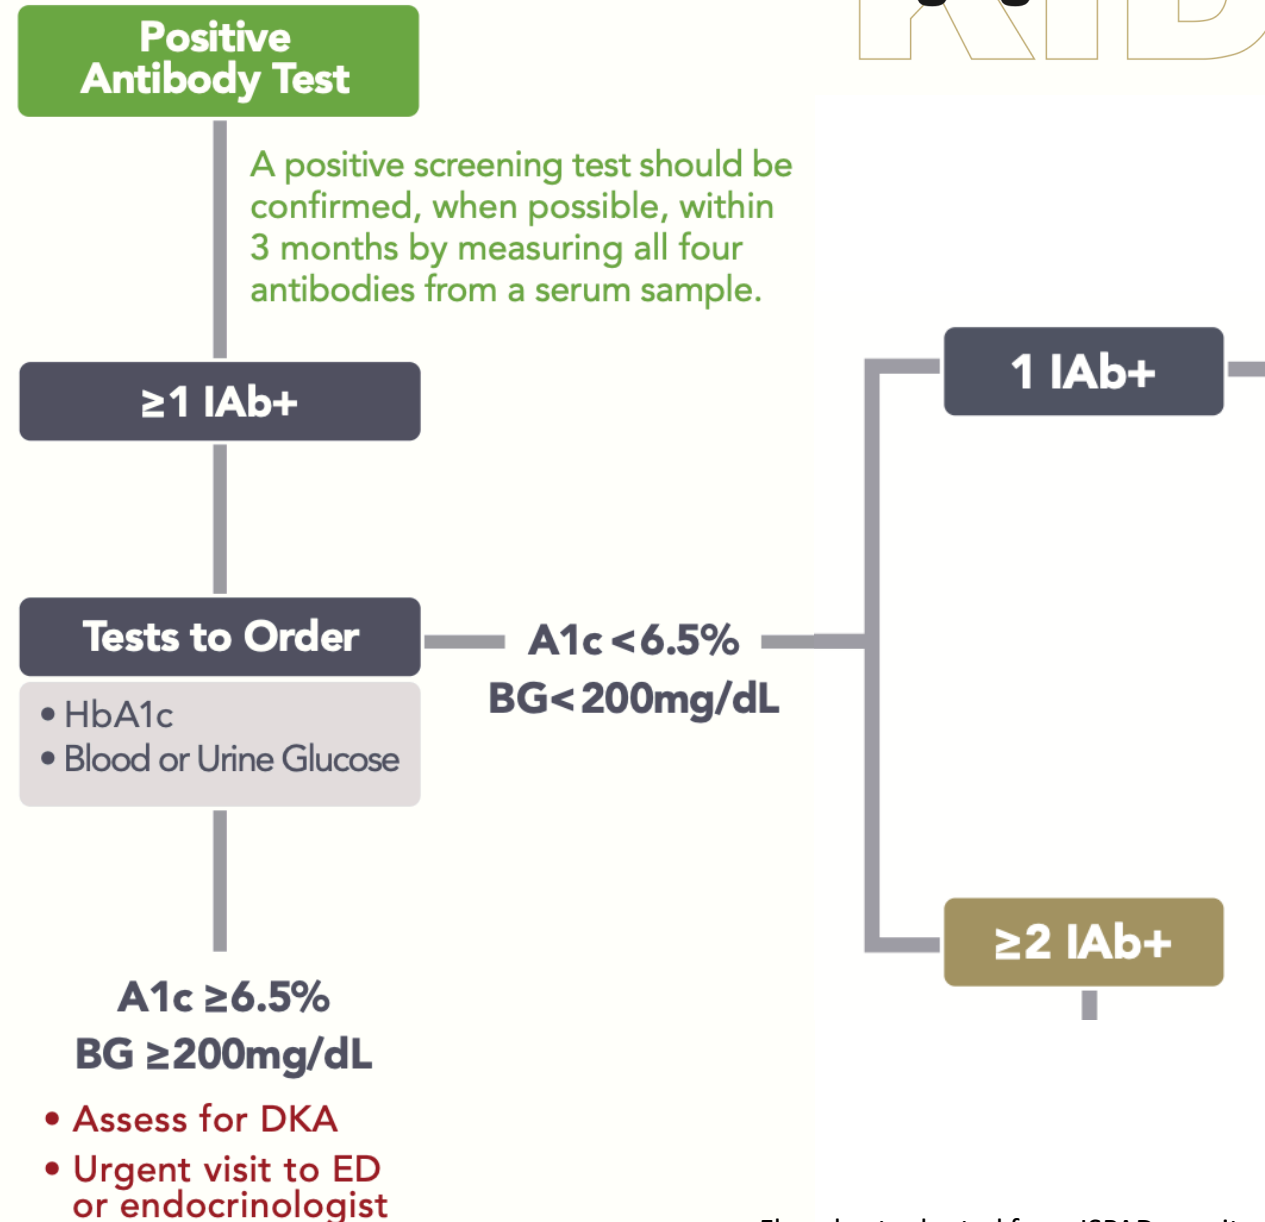 Positive
Antibody Test
A positive screening test should be
confirmed, when possible, within
3 months by measuring all four
antibodies from a serum sample.
≥1 IAb+
Tests to Order
• HbA1c
• Blood or Urine Glucose
A1c <6.5%
BG<200mg/dL
1 IAb+
≥2 IAb+
A1c ≥6.5%
BG ≥200mg/dL
• Assess for DKA
• Urgent visit to ED
or endocrinologist